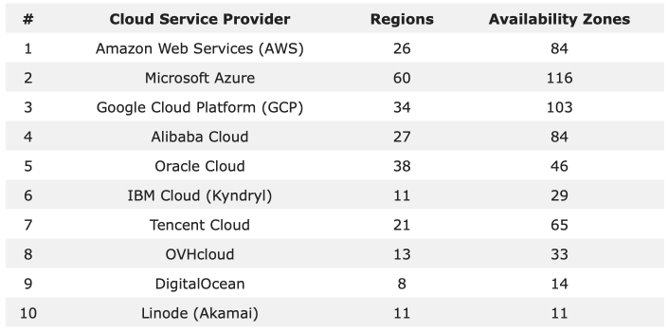 # Cloud Service Provider Regions Availability Zones
1 Amazon Web Services (AWS) 26 84
2 Microsoft Azure 60 116
3 Google Cloud Platform (GCP) 34 103
4 Alibaba Cloud 27 84
5 Oracle Cloud 38 46
6 IBM Cloud (Kyndryl) 11 29
7 Tencent Cloud 21 65
8 OVHcloud 13 33
9 DigitalOcean 8 14
10 Linode (Akamai) 11 11